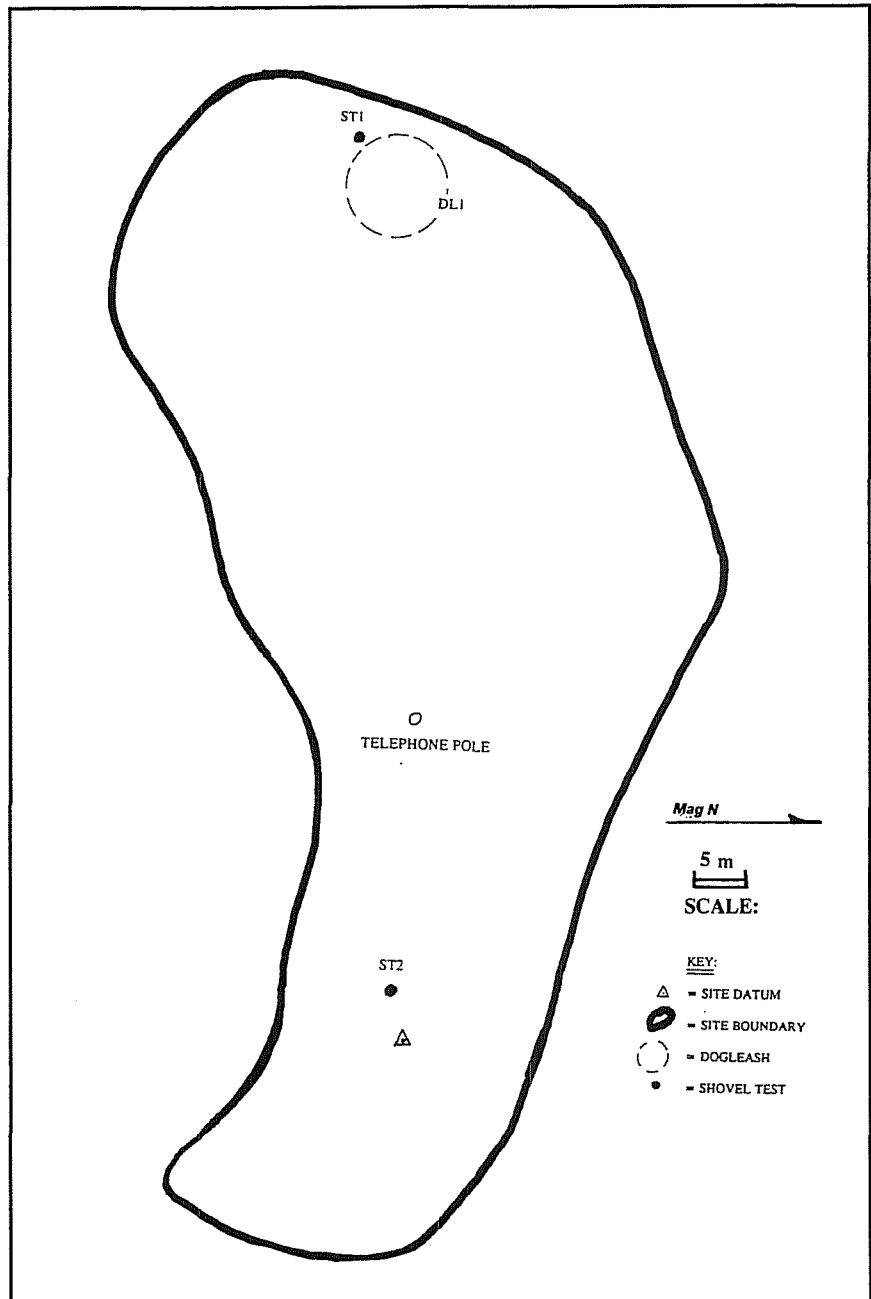 ST1
DL1
TELEPHONE POLE
Mag N
5 m
SCALE:
ST2
KEY:
= SITE DATUM
= SITE BOUNDARY
= DOGLEASH
= SHOVEL TEST